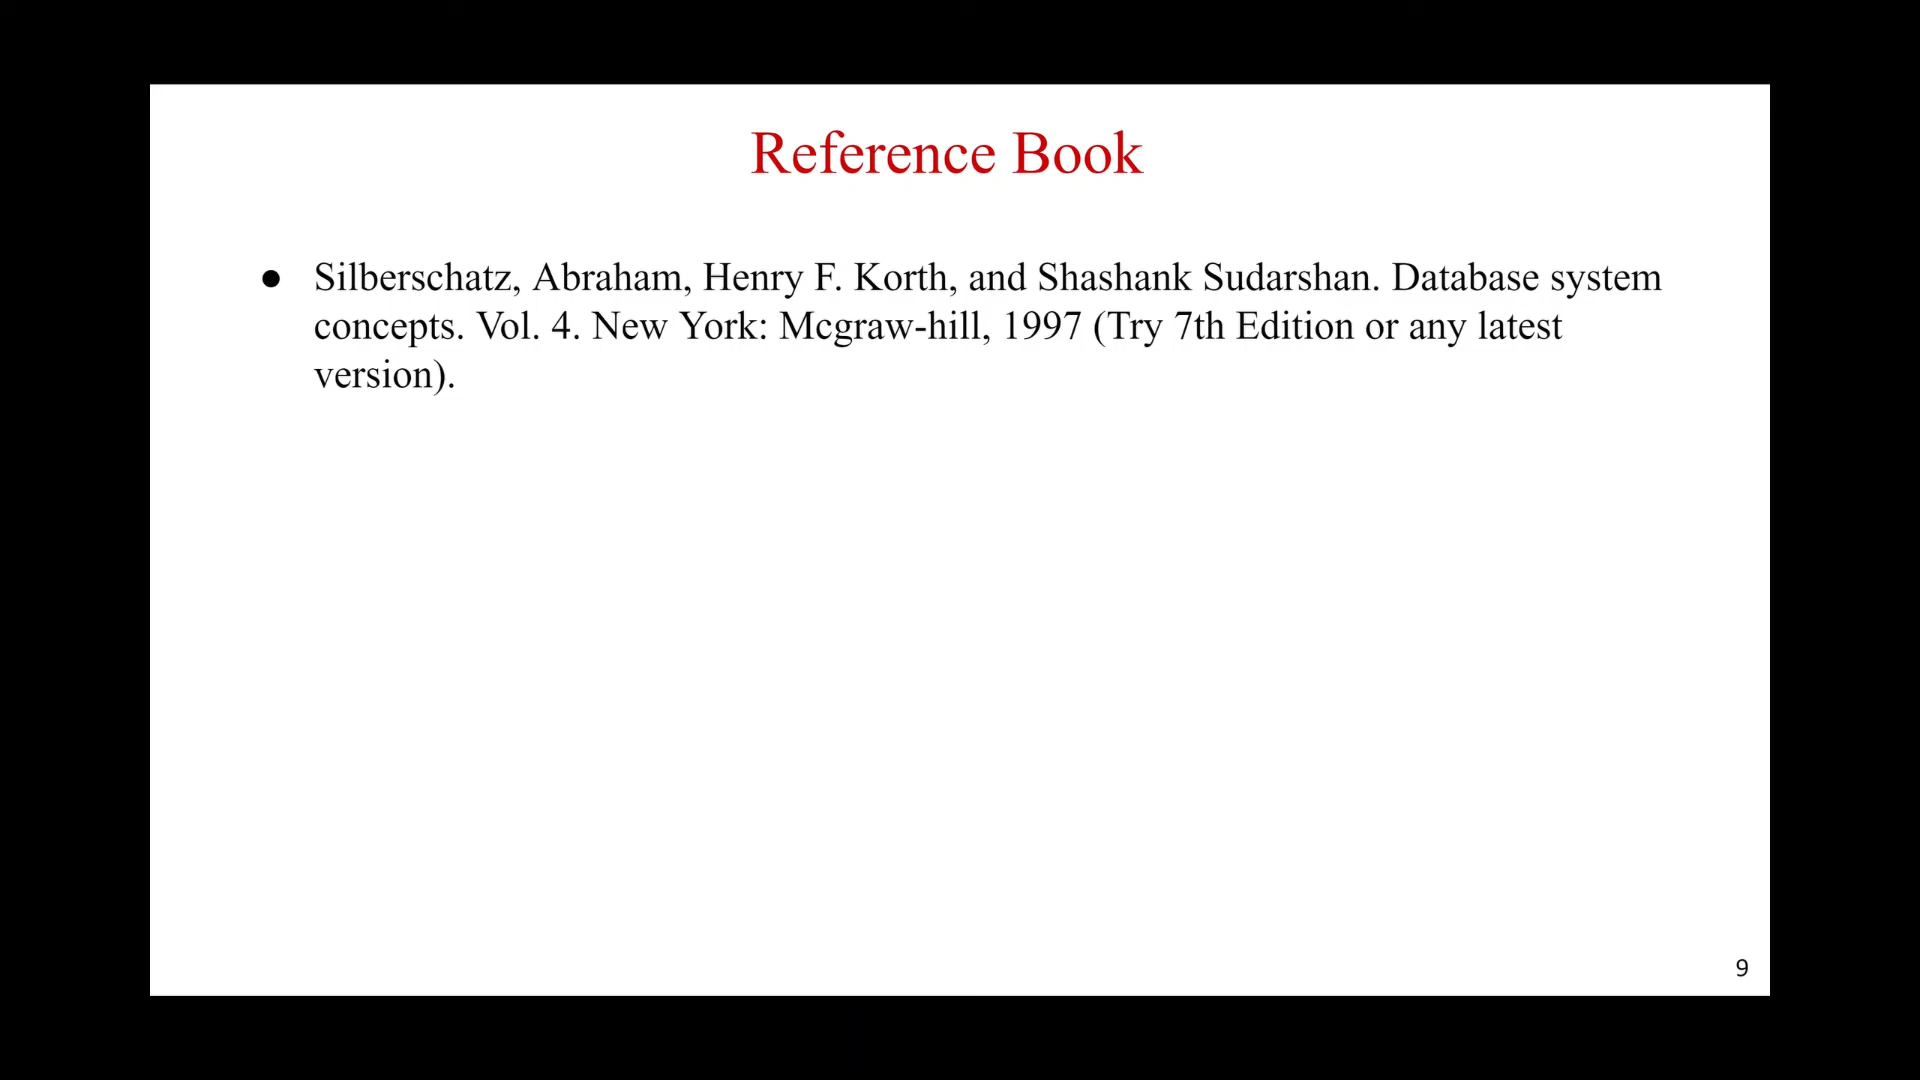 Reference Book
● Silberschatz, Abraham, Henry F. Korth, and Shashank Sudarshan. Database system
concepts. Vol. 4. New York: Mcgraw-hill, 1997 (Try 7th Edition or any latest
version).
9